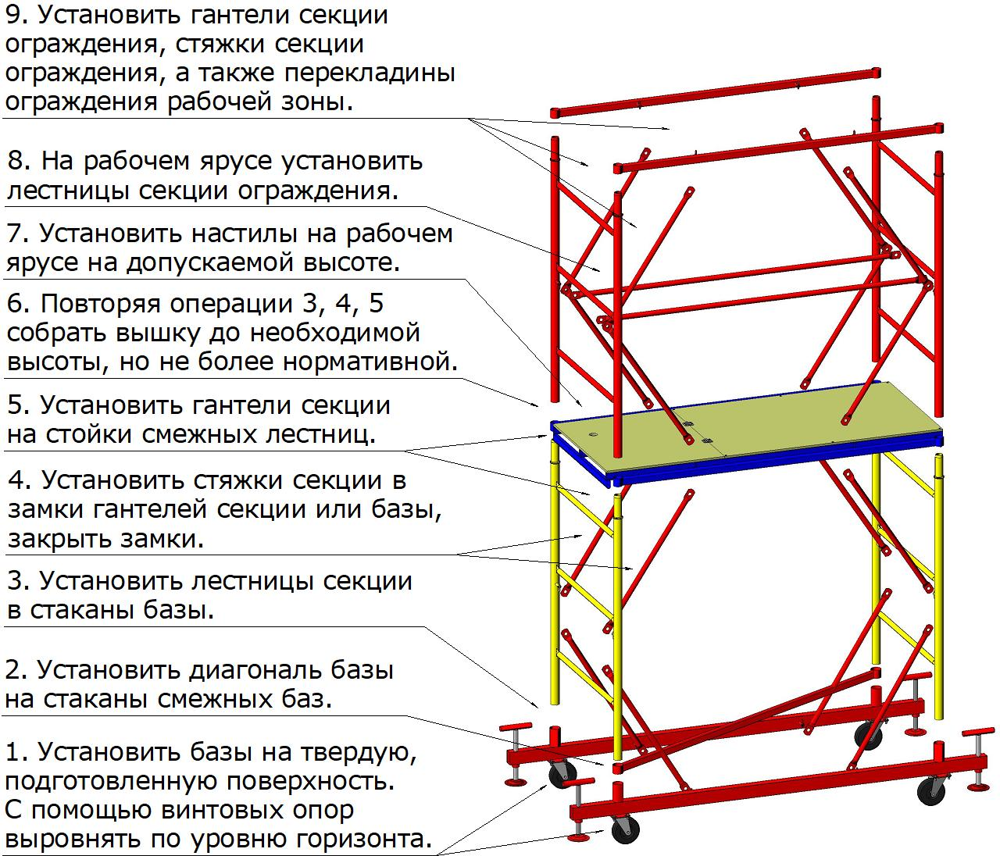 9. Установить гантели секции
ограждения, стяжки секции
ограждения, а также перекладины
ограждения рабочей зоны.
8. На рабочем ярусе установить
лестницы секции ограждения.
7. Установить настилы на рабочем
ярусе на допускаемой высоте.
6. Повторяя операции 3, 4, 5
собрать вышку до необходимой
высоты, но не более нормативной.
5. Установить гантели секции
на стойки смежных лестниц.
4. Установить стяжки секции в
замки гантелей секции или базы,
закрыть замки.
3. Установить лестницы секции
в стаканы базы.
2. Установить диагональ базы
на стаканы смежных баз.
1. Установить базы на твердую,
подготовленную поверхность.
С помощью винтовых опор
выровнять по уровню горизонта.